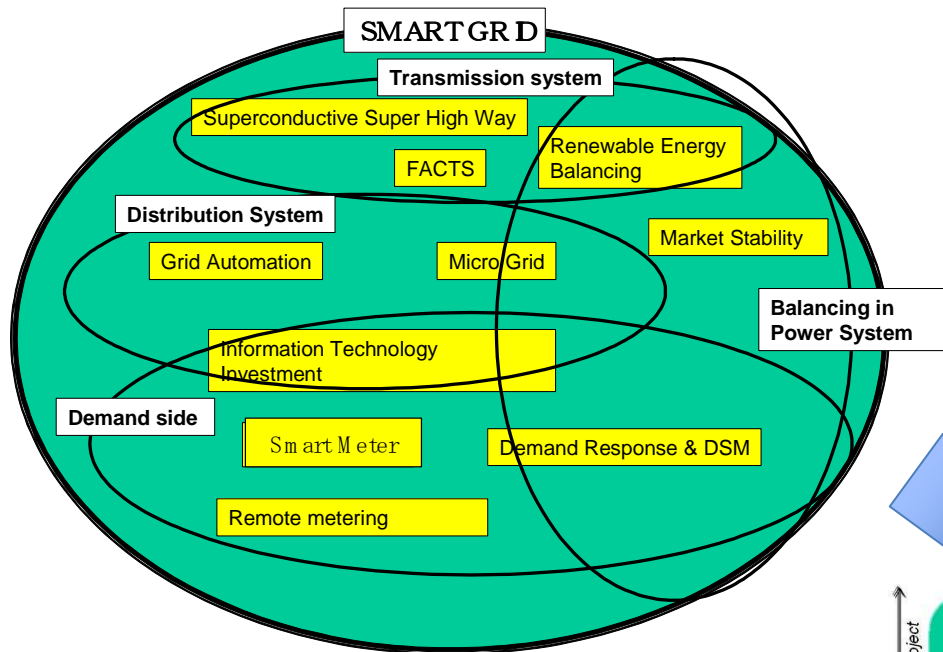 SMART GRID
Transmission system
Superconductive Super High Way
Renewable Energy
Balancing
FACTS
Distribution System
Market Stability
Grid Automation
Micro Grid
Balancing in
Power System
Information Technology
Investment
Demand side
Smart Meter
Demand Response & DSM
Remote metering